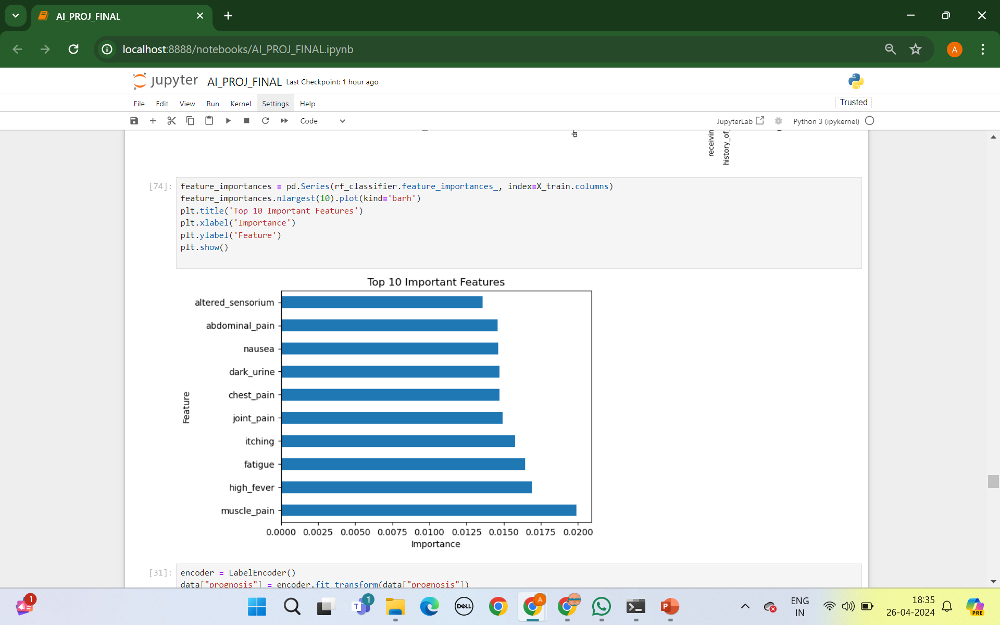 AI_PROJ_FINAL
localhost:8888/notebooks/AI_PROJ_FINAL.ipynb
A
jupyter AI_PROJ_FINAL Last Checkpoint: 1 hour ago
File Edit View Run Kernel Settings Help
Trusted
Code
JupyterLab
Python 3 (ipykernel)
dr
receivin
history_of_
[74]:
feature_importances = pd.Series(rf_classifier.feature_importances_, index=X_train.columns)
feature_importances.nlargest(10).plot(kind='barh')
plt.title('Top 10 Important Features')
plt.xlabel('Importance')
plt.ylabel('Feature')
plt.show()
Top 10 Important Features
altered_sensorium
abdominal_pain
nausea
dark_urine
chest_pain
joint_pain
itching
fatigue
high_fever
muscle_pain
Feature
0.0000 0.0025 0.0050 0.0075 0.0100 0.0125 0.0150 0.0175 0.0200
Importance
[31]:
encoder = LabelEncoder()
data["prognosis"] = encoder.fit_transform(data["prognosis"])
1
T
1
DELL
A
P
ENG
IN
18:35
26-04-2024
PRE